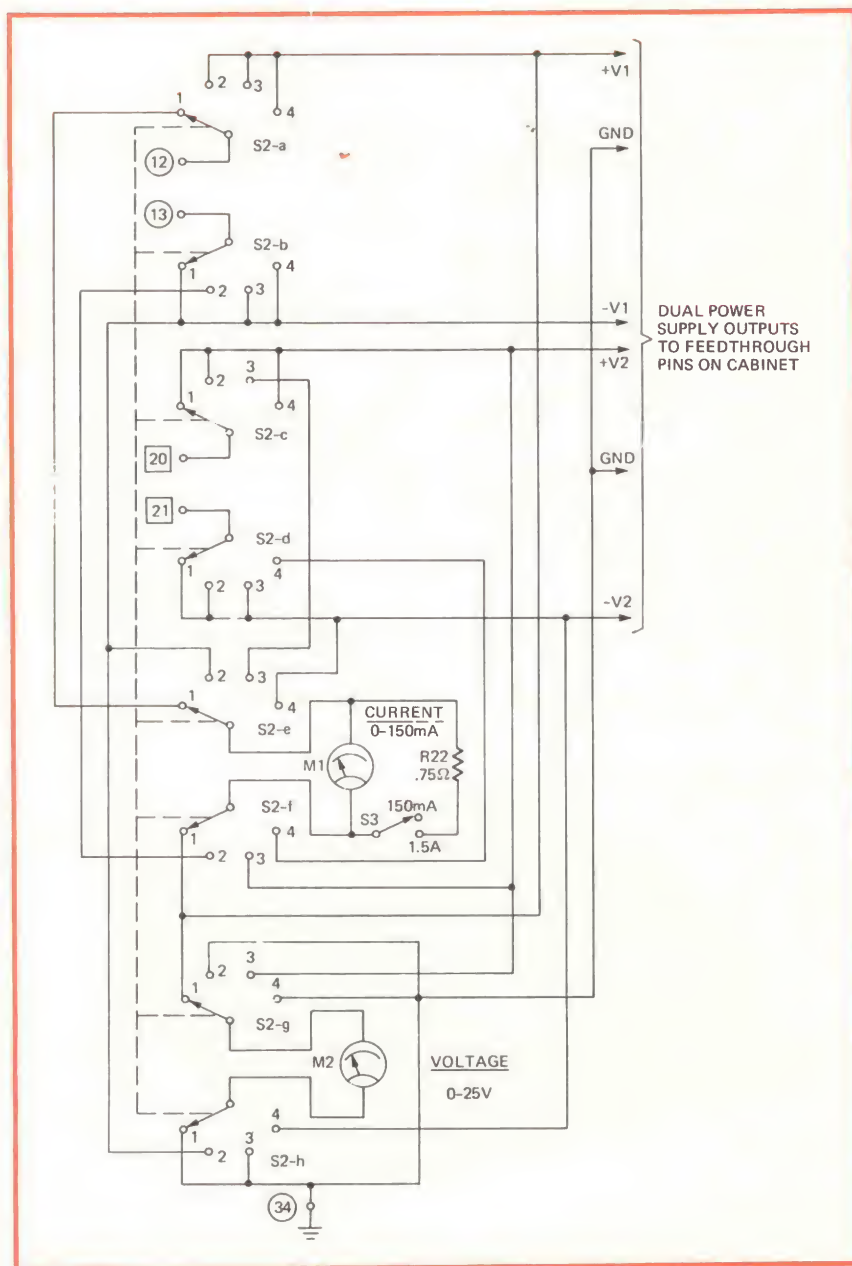 +V1
2
3
1
4
GND
S2-a
12
13
S2-b
1
4
2
3
-V1
DUAL POWER
SUPPLY OUTPUTS
TO FEEDTHROUGH
PINS ON CABINET
+V2
2
3
1
4
S2-c
20
GND
21
S2-d
4
1
2
3
-V2
2
3
1
4
S2-e
CURRENT
0-150mA
M1
R22
.75Ω
S2-f
S3
150mA
1.5A
1
4
2
3
2
3
1
4
S2-g
M2
VOLTAGE
0-25V
1
4
2
3
S2-h
34